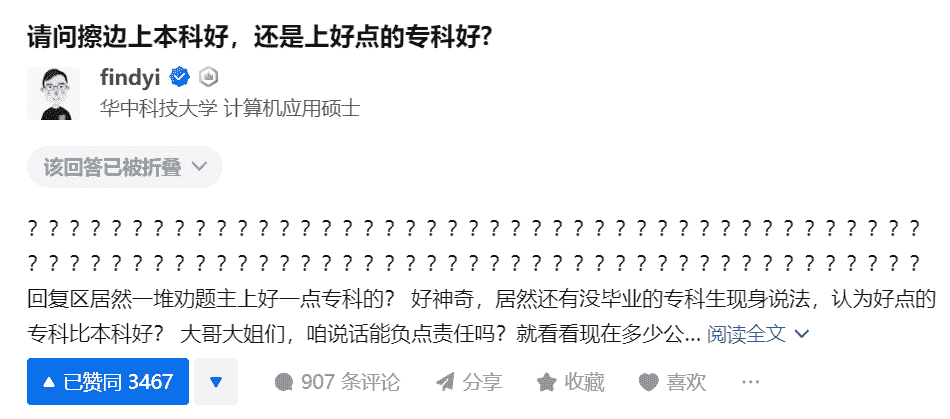 请问擦边上本科好，还是上好点的专科好?
findyi
华中科技大学 计算机应用硕士
该回答已被折叠
？？？？？？？？？？？？？？？？？？？？？？？？？？？？？？？？？？？？？？？？？？？
？？？？？？？？？？？？？？？？？？？？？？？？？？？？？？？？？？？？？？？？？？？
回复区居然一堆劝题主上好一点专科的？ 好神奇，居然还有没毕业的专科生现身说法，认为好点的
专科比本科好？ 大哥大姐们，咱说话能负点责任吗？就看看现在多少公... 阅读全文
已赞同 3467 907 条评论 分享 收藏 喜欢 ...